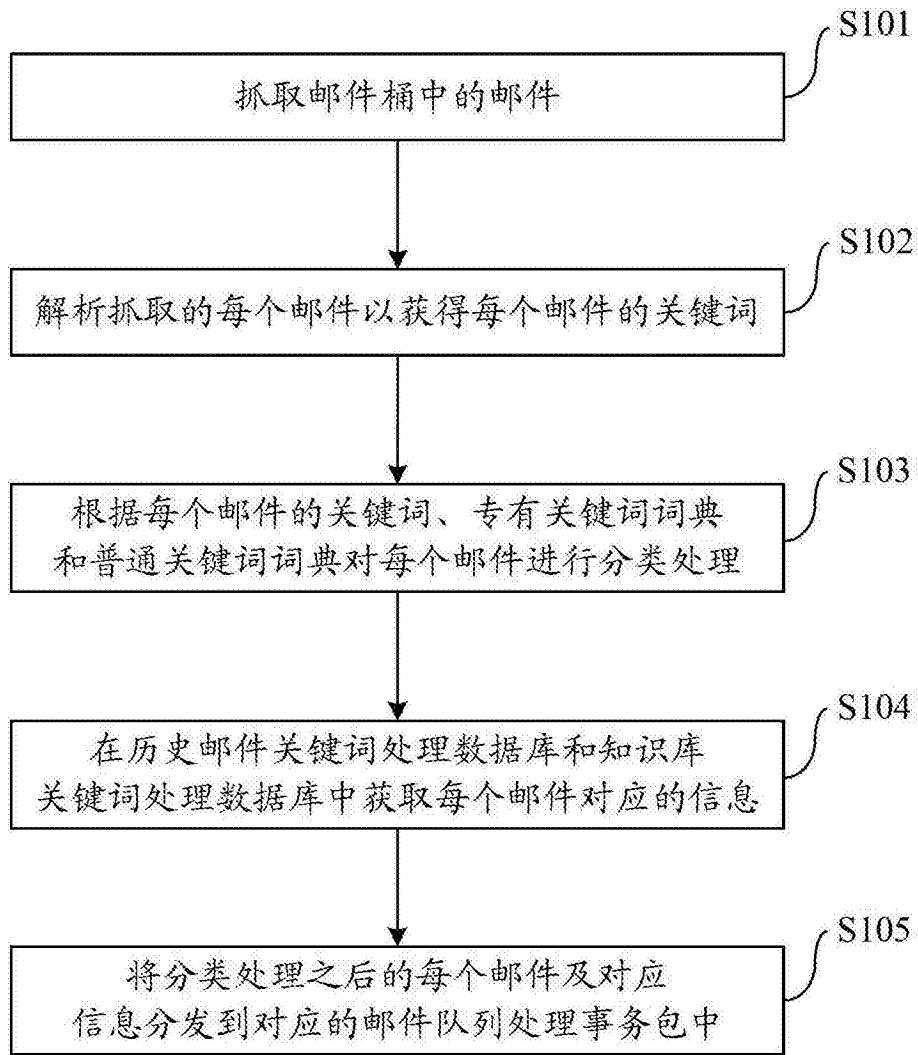 S101
抓取邮件桶中的邮件
S102
解析抓取的每个邮件以获得每个邮件的关键词
S103
根据每个邮件的关键词、专有关键词词典
和普通关键词词典对每个邮件进行分类处理
S104
在历史邮件关键词处理数据库和知识库
关键词处理数据库中获取每个邮件对应的信息
S105
将分类处理之后的每个邮件及对应
信息分发到对应的邮件队列处理事务包中